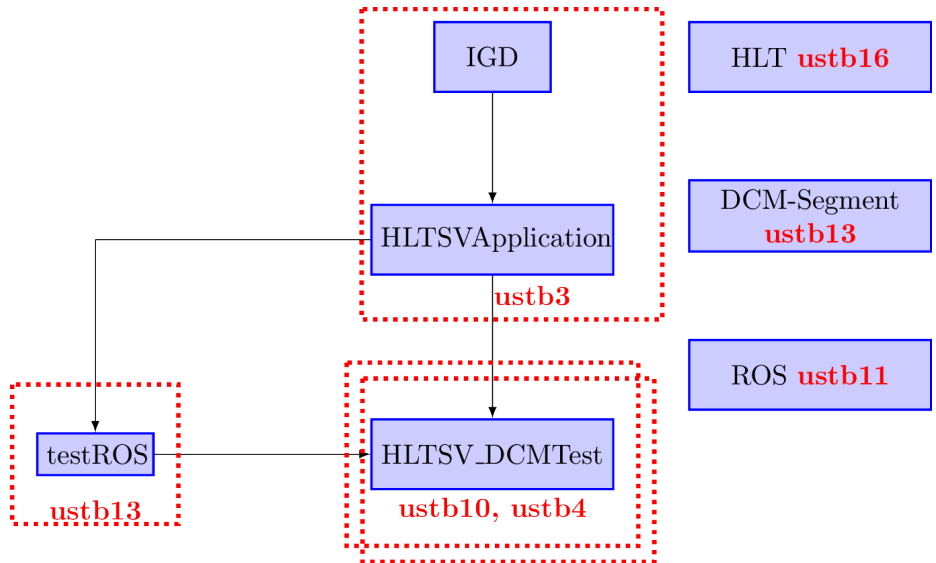 IGD
HLT ustb16
HLTSVApplication
ustb3
DCM-Segment
ustb13
ROS ustb11
testROS
ustb13
HLTSV_DCMTest
ustb10, ustb4